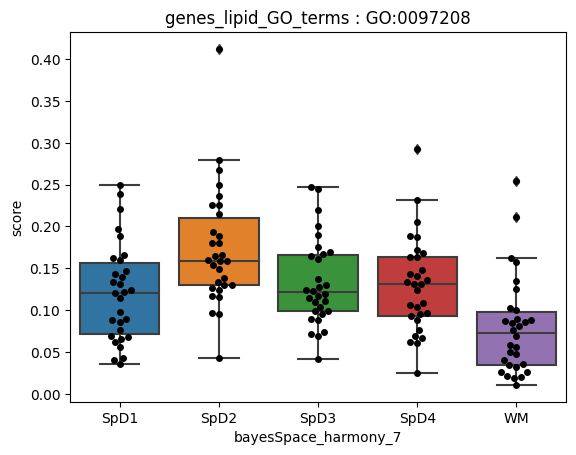 genes_lipid_GO_terms : GO:0097208
0.40
0.35
0.30
0.25
0.20
0.15
0.10
0.05
0.00
score
SpD1 SpD2 SpD3 SpD4 WM
bayesSpace_harmony_7